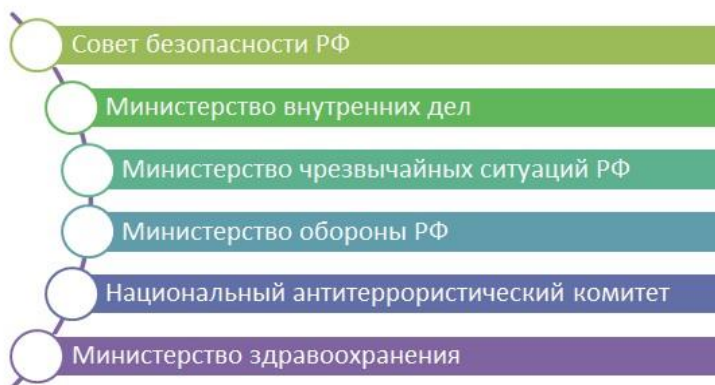 Совет безопасности РФ
Министерство внутренних дел
Министерство чрезвычайных ситуаций РФ
Министерство обороны РФ
Национальный антитеррористический комитет
Министерство здравоохранения